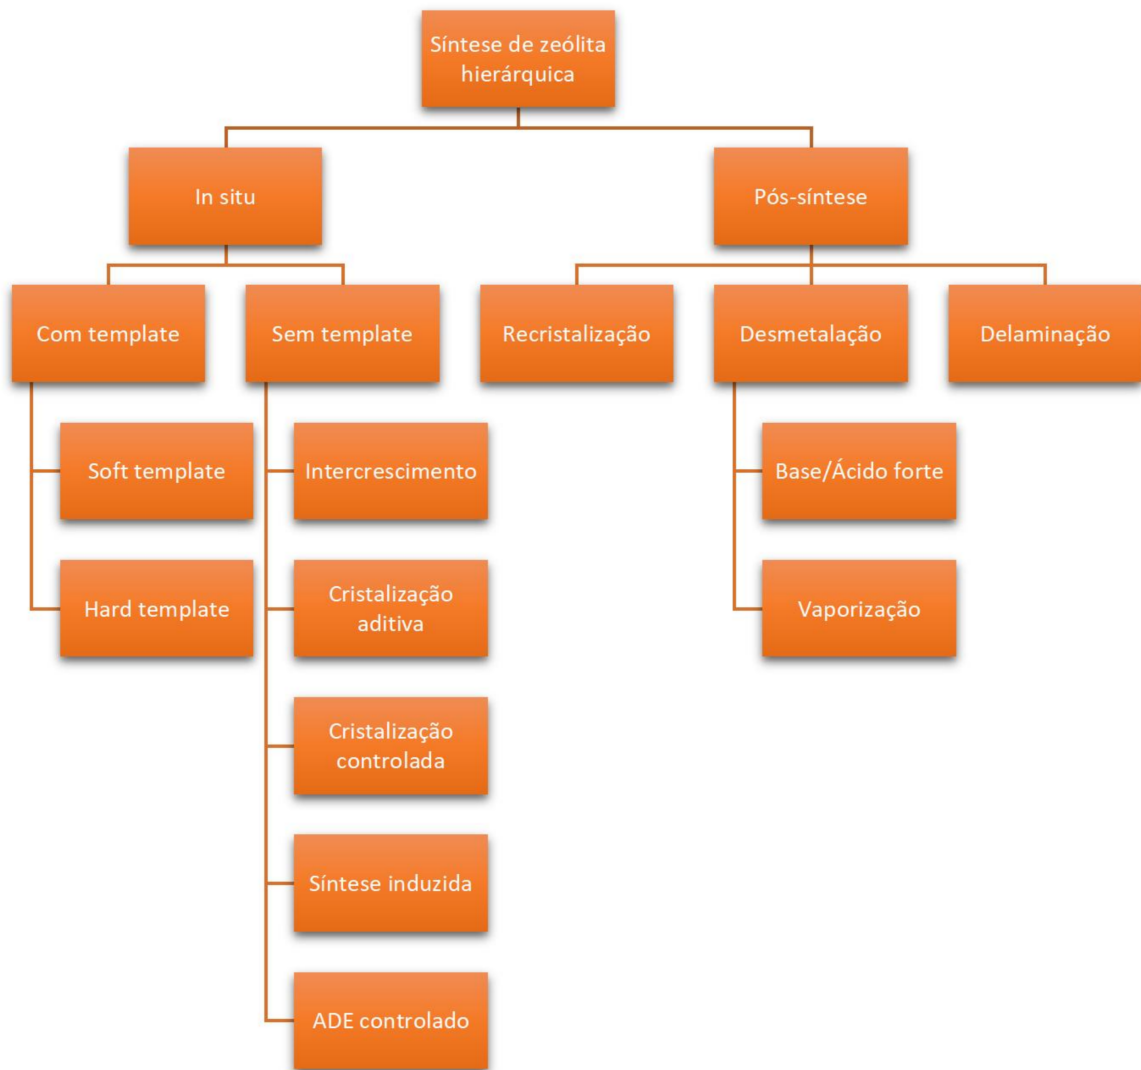 Síntese de zeólita
hierárquica
In situ
Pós-síntese
Com template
Sem template
Recristalização
Desmetalação
Delaminação
Soft template
Intercrescimento
Base/Ácido forte
Hard template
Cristalização
aditiva
Vaporização
Cristalização
controlada
Síntese induzida
ADE controlado